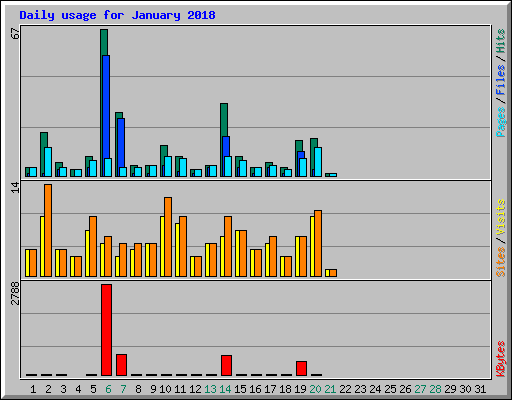 Daily usage for January 2018
67
Pages / Files / Hits
14
Sites / Visits
2788
KBytes
1 2 3 4 5 6 7 8 9 10 11 12 13 14 15 16 17 18 19 20 21 22 23 24 25 26 27 28 29 30 31